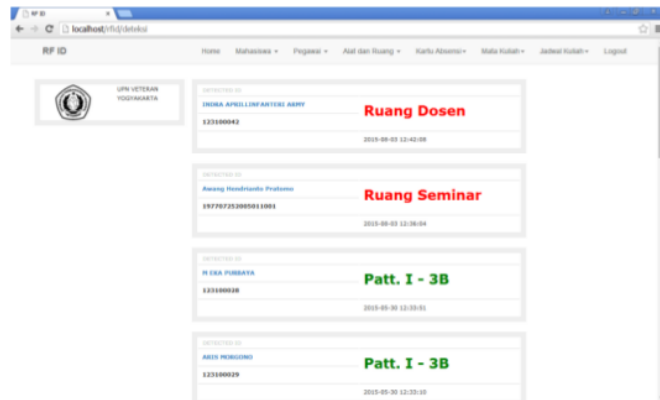 RF ID
localhost/rfid/deteksi
RF ID Home Mahasiswa Pegawai Alat dan Ruang Kartu Absensi Mata Kuliah Jadwal Kuliah Logout
UPN VETERAN
YOGYAKARTA
DETECTED ID
INDRA APRILLINFANTERI ARMY
123100042
Ruang Dosen
2015-08-03 12:42:08
DETECTED ID
Awang Hendrianto Pratomo
197707252005011001
Ruang Seminar
2015-08-03 12:36:54
DETECTED ID
M EKA PURBAYA
123100028
Patt. I - 3B
2015-05-30 12:33:51
DETECTED ID
ARIS MORGONO
123100029
Patt. I - 3B
2015-05-30 12:33:10